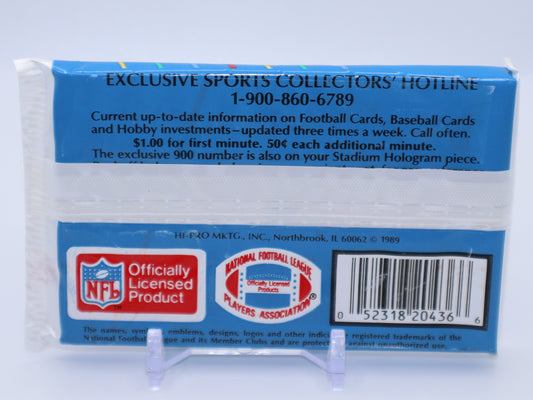 EXCLUSIVE SPORTS COLLECTORS' HOTLINE
1-900-860-6789
Current up-to-date information on Football Cards, Baseball Cards
and Hobby investments—updated three times a week. Call often.
$1.00 for first minute. 50¢ each additional minute.
The exclusive 900 number is also on your Stadium Hologram piece.
HI-PRO MKTG., INC., Northbrook, IL 60062 © 1989
NFL
TM
Officially
Licensed
Product
NATIONAL FOOTBALL LEAGUE
Officially Licensed
Products
PLAYERS ASSOCIATION
®
0 52318 20436 6
The names, symbols, emblems, designs, logos and other registered trademarks of the
National Football League and its Member Clubs and are against unauthorized use.